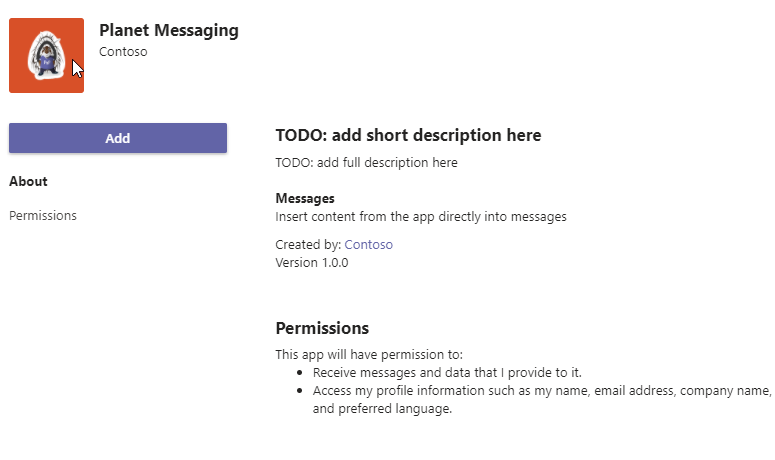 Planet Messaging
Contoso
Add
About
Permissions
TODO: add short description here
TODO: add full description here
Messages
Insert content from the app directly into messages
Created by: Contoso
Version 1.0.0
Permissions
This app will have permission to:
Receive messages and data that I provide to it.
Access my profile information such as my name, email address, company name,
and preferred language.